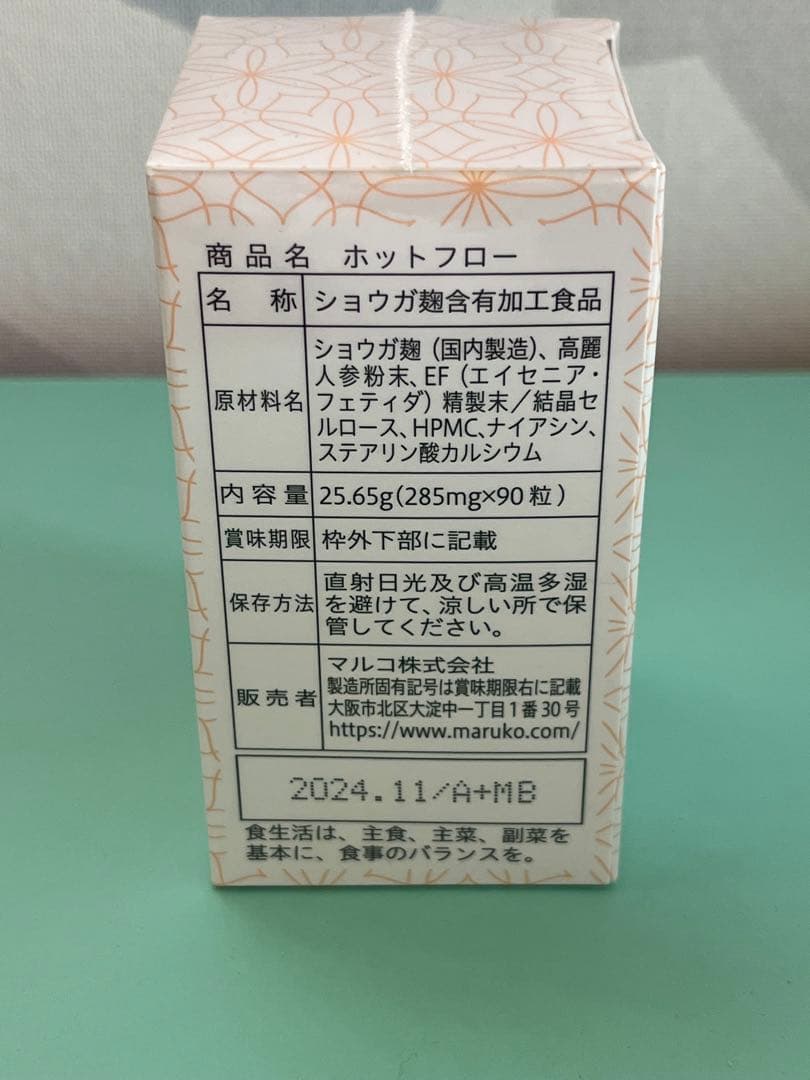 商品名 ホットフロー
名 称 ショウガ麹含有加工食品
原材料名 ショウガ麹（国内製造）、高麗
人参粉末、EF（エイセニア・
フェティダ）精製末／結晶セ
ルロース、HPMC、ナイアシン、
ステアリン酸カルシウム
内容量 25.65g（285mg×90粒）
賞味期限 枠外下部に記載
保存方法 直射日光及び高温多湿
を避けて、涼しい所で保
管してください。
販売者 マルコ株式会社
製造所固有記号は賞味期限右に記載
大阪市北区大淀中一丁目1番30号
https://www.maruko.com/
2024.11/A+MB
食生活は、主食、主菜、副菜を
基本に、食事のバランスを。